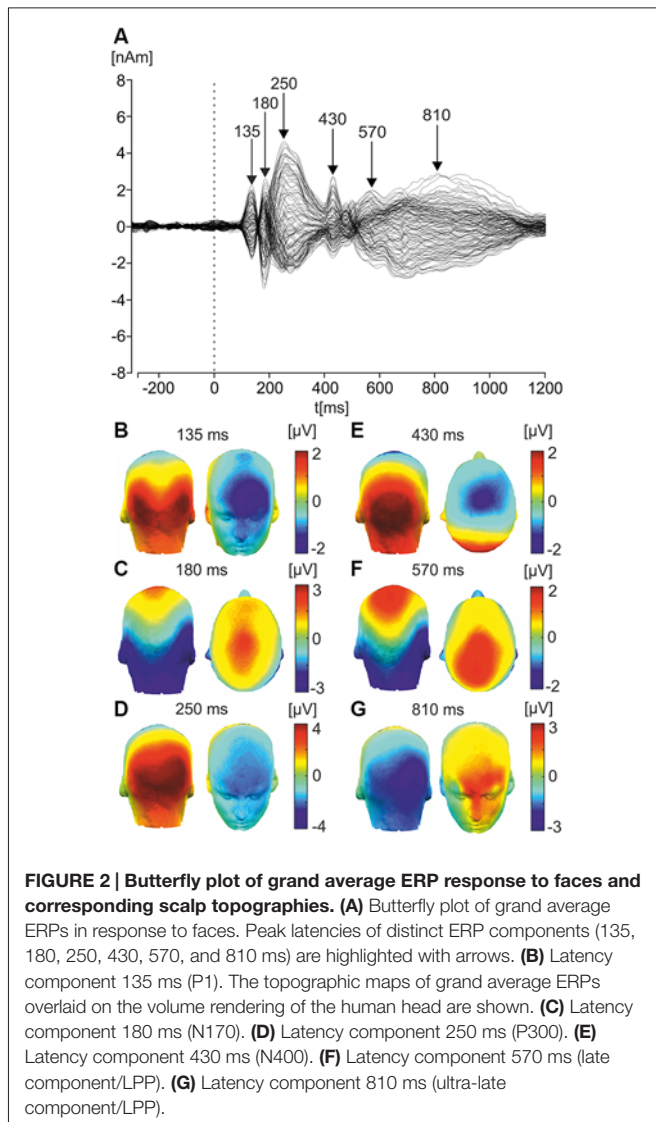 A
[nAm]
8
6
4
2
0
-2
-4
-6
-8
135
180
250
430
570
810
-200
0
200
400
600
800
1000
1200
t[ms]
B
135 ms
[µV]
2
0
-2
E
430 ms
[µV]
2
0
-2
C
180 ms
3
0
-3
F
570 ms
2
0
-2
D
250 ms
[µV]
4
0
-4
G
810 ms
[µV]
3
0
-3
FIGURE 2 | Butterfly plot of grand average ERP response to faces and
corresponding scalp topographies. (A) Butterfly plot of grand average
ERPs in response to faces. Peak latencies of distinct ERP components (135,
180, 250, 430, 570, and 810 ms) are highlighted with arrows. (B) Latency
component 135 ms (P1). The topographic maps of grand average ERPs
overlaid on the volume rendering of the human head are shown. (C) Latency
component 180 ms (N170). (D) Latency component 250 ms (P300). (E)
Latency component 430 ms (N400). (F) Latency component 570 ms (late
component/LPP). (G) Latency component 810 ms (ultra-late
component/LPP).